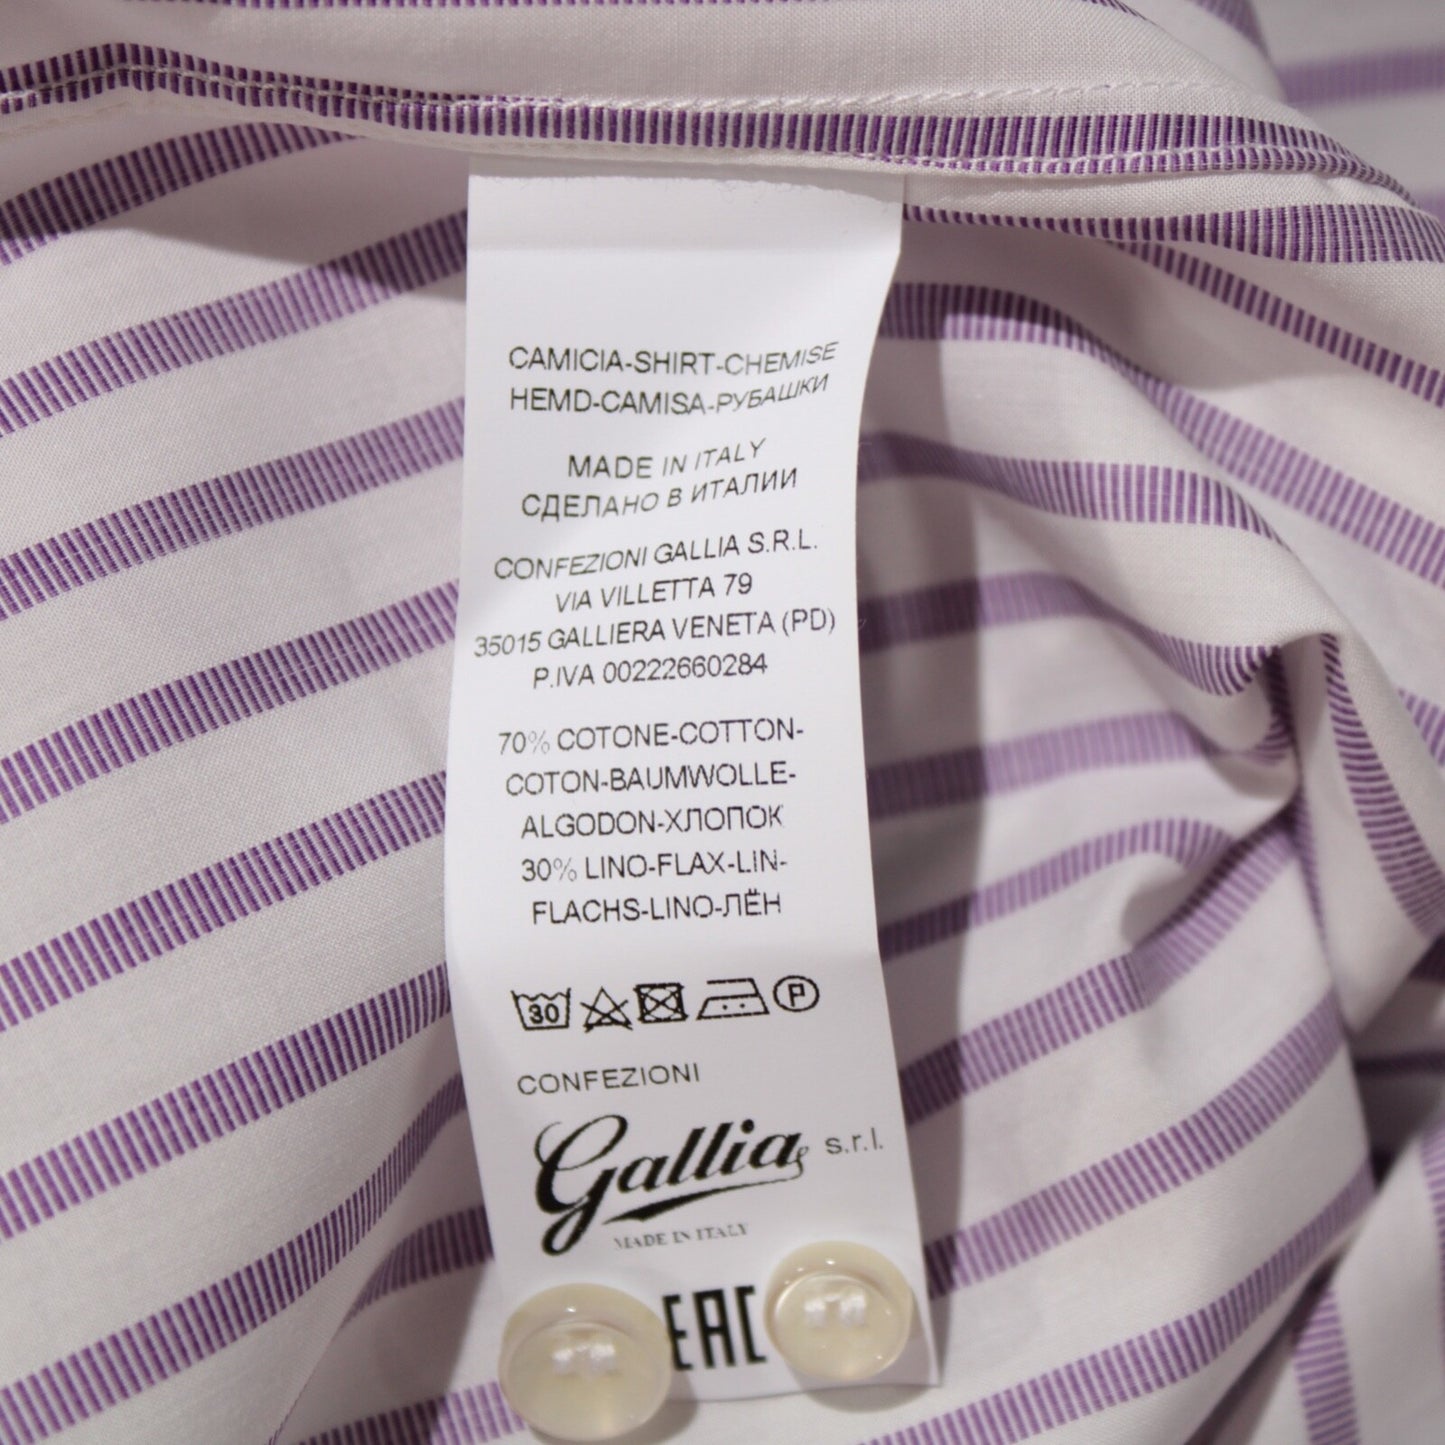 CAMICIA-SHIRT-CHEMISE
HEMD-CAMISA-РУБАШКИ
MADE IN ITALY
СДЕЛАНО В ИТАЛИИ
CONFEZIONI GALLIA S.R.L.
VIA VILLETTA 79
35015 GALLIERA VENETA (PD)
P.IVA 00222660284
70% COTONE-COTTON-
COTON-BAUMWOLLE-
ALGODON-ХЛОПОК
30% LINO-FLAX-LIN-
FLACHS-LINO-ЛЁН
30 P
CONFEZIONI
Gallia s.r.l.
MADE IN ITALY
EAC